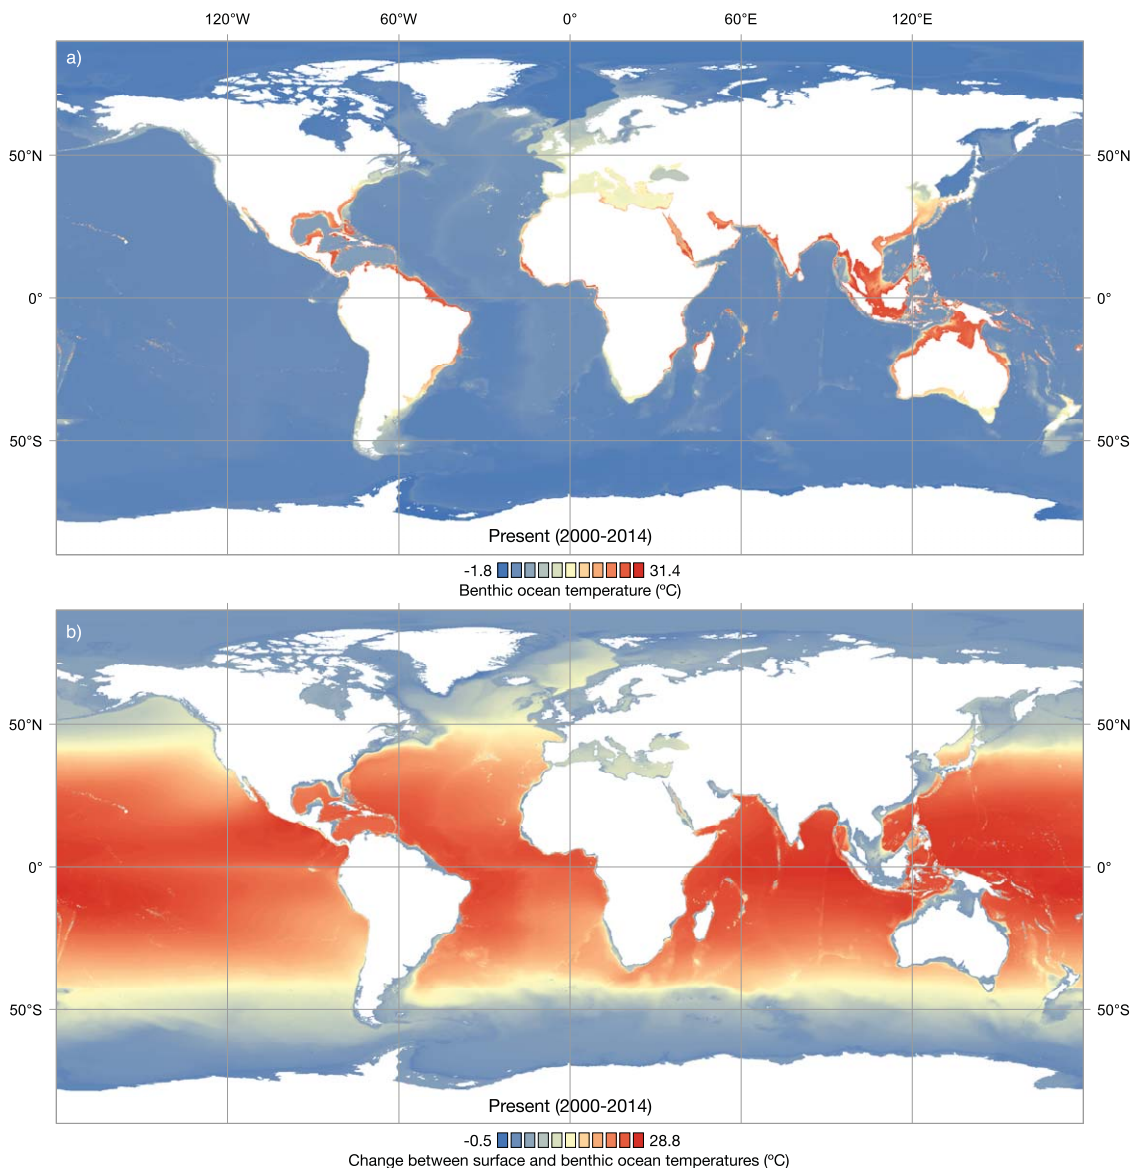 120°W 60°W 0° 60°E 120°E
a)
50°N 50°N
0° 0°
50°S 50°S
Present (2000-2014)
-1.8 31.4
Benthic ocean temperature (ºC)
b)
50°N 50°N
0° 0°
50°S 50°S
Present (2000-2014)
-0.5 28.8
Change between surface and benthic ocean temperatures (ºC)